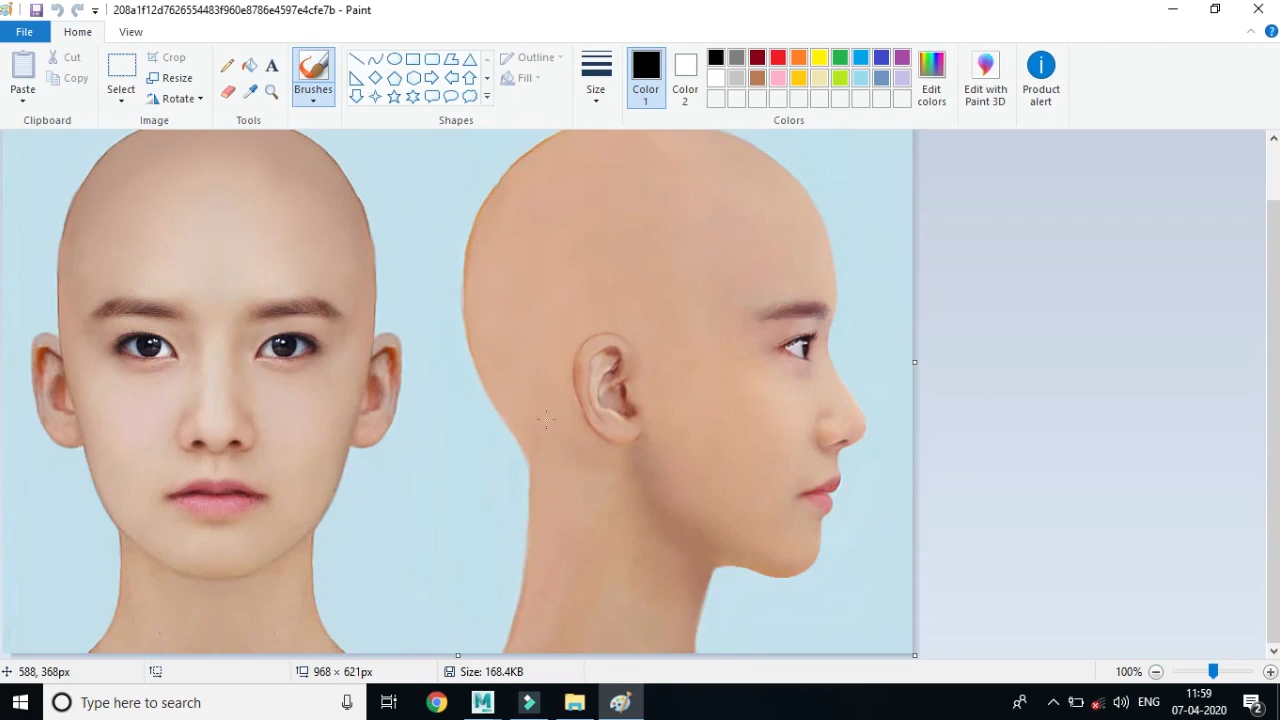 208a1f12d7626554483f960e8786e4597e4cfe7b - Paint
File Home View
Paste
Cut
Copy
Clipboard
Select
Crop
Resize
Rotate
Image
A
Tools
Brushes
Outline
Fill
Shapes
Size
Color
1
Color
2
Edit
colors
Colors
Edit with
Paint 3D
Product
alert
588, 368px
968 × 621px
Size: 168.4KB
100%
Type here to search
ENG
11:59
07-04-2020
2